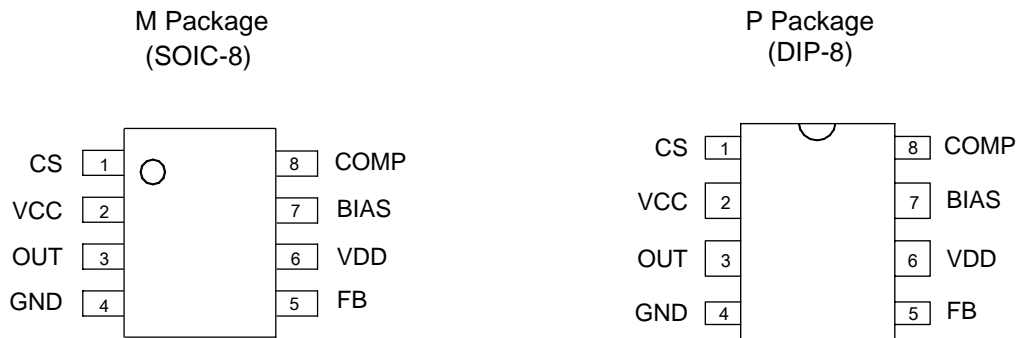 M Package
(SOIC-8)
CS 1 8 COMP
VCC 2 7 BIAS
OUT 3 6 VDD
GND 4 5 FB
P Package
(DIP-8)
CS 1 8 COMP
VCC 2 7 BIAS
OUT 3 6 VDD
GND 4 5 FB